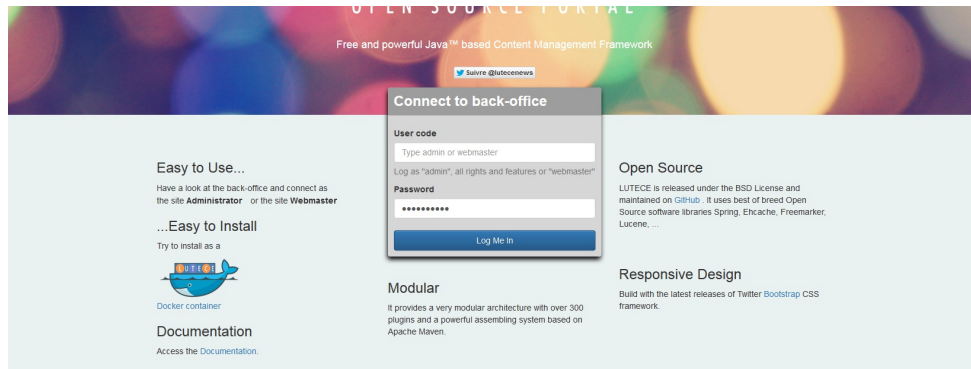 OPEN SOURCE PORTAL
Free and powerful Java™ based Content Management Framework
Suivre @lutecenews
Connect to back-office
User code
Type admin or webmaster
Log as "admin", all rights and features or "webmaster"
Password
••••••••••
Log Me In
Easy to Use...
Have a look at the back-office and connect as
the site Administrator or the site Webmaster
...Easy to Install
Try to install as a
LUTECE
Docker container
Documentation
Access the Documentation.
Modular
It provides a very modular architecture with over 300
plugins and a powerful assembling system based on
Apache Maven.
Open Source
LUTECE is released under the BSD License and
maintained on GitHub . It uses best of breed Open
Source software libraries Spring, Ehcache, Freemarker,
Lucene, ...
Responsive Design
Build with the latest releases of Twitter Bootstrap CSS
framework.